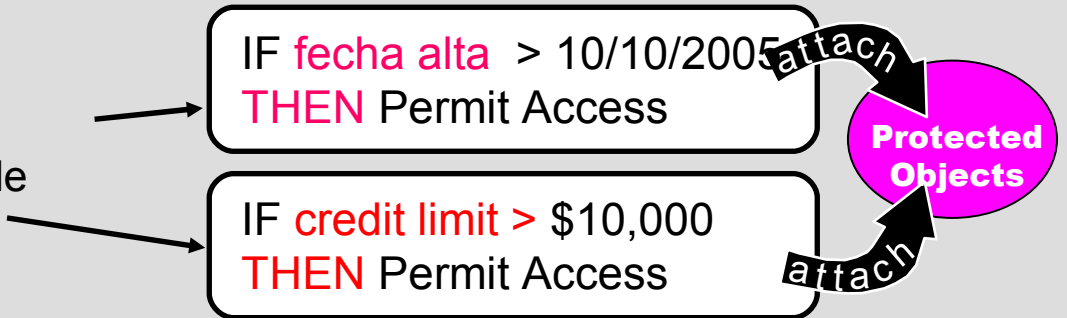 IF fecha alta > 10/10/2005
THEN Permit Access
attach
Protected
Objects
IF credit limit > $10,000
THEN Permit Access
attach